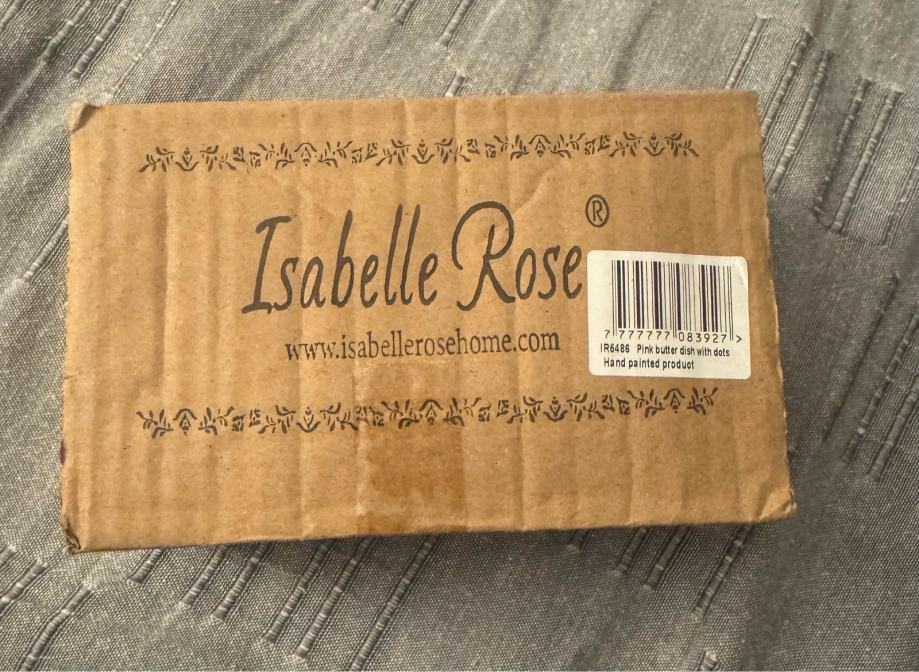 Isabelle Rose®
www.isabellerosehome.com
7 777777 083927 >
IR6486 Pink butter dish with dots
Hand painted product